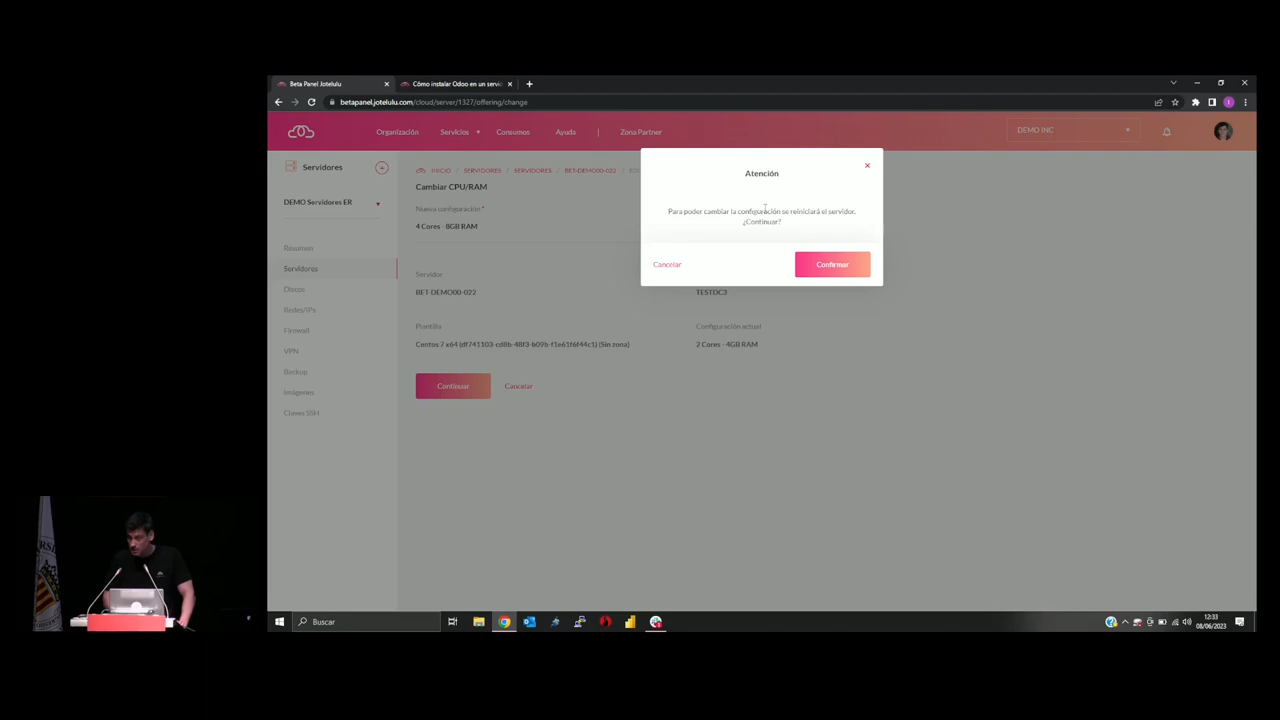 Beta Panel Jotelulu
Cómo instalar Odoo en un servi
betapanel.jotelulu.com/cloud/server/1327/offering/change
Organización
Servicios
Consumos
Ayuda
Zona Partner
DEMO INC
Servidores
DEMO Servidores ER
Resumen
Servidores
Discos
Redes/IPs
Firewall
VPN
Backup
Imágenes
Claves SSH
INICIO / SERVIDORES / SERVIDORES / BET-DEMO00-022 /
Cambiar CPU/RAM
Nueva configuración *
4 Cores - 8GB RAM
Servidor
BET-DEMO00-022
TESTDC3
Plantilla
Configuración actual
Centos 7 x64 (df741103-cd8b-48f3-b09b-f1e61f6f44c1) (Sin zona)
2 Cores - 4GB RAM
Continuar
Cancelar
Atención
Para poder cambiar la configuración se reiniciará el servidor.
¿Continuar?
Cancelar
Confirmar
Buscar
12:33
08/06/2023